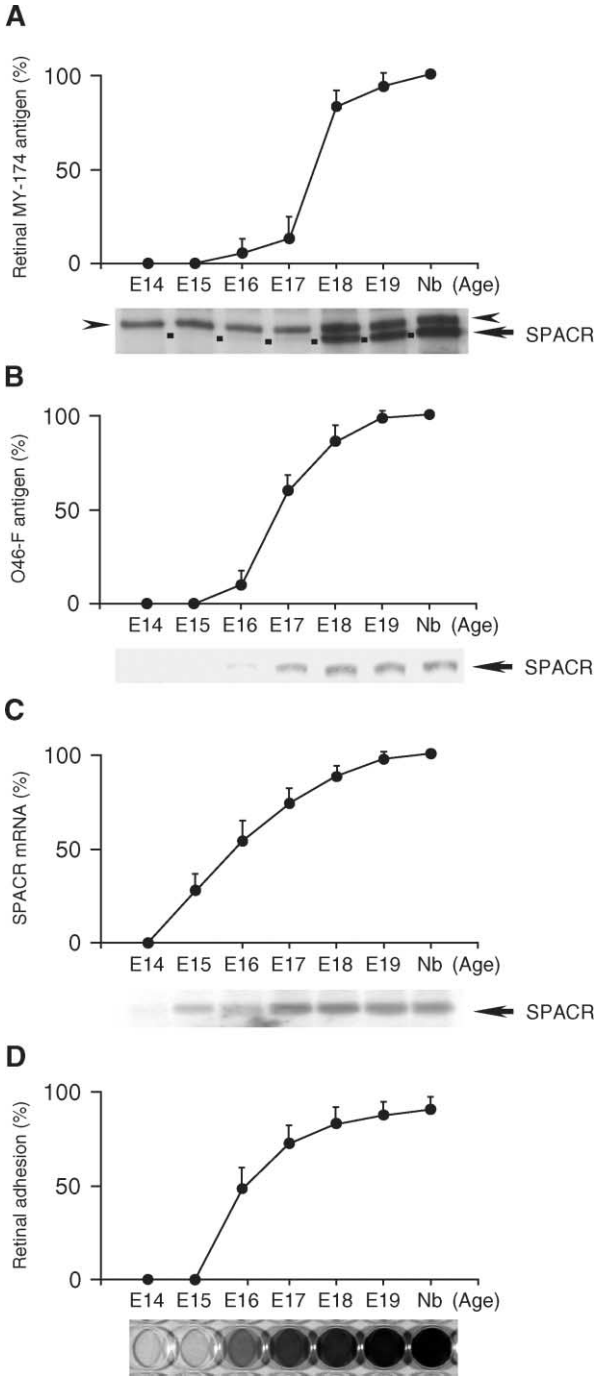 A
Retinal MY-174 antigen (%)
100
50
0
E14 E15 E16 E17 E18 E19 Nb (Age)
SPACR
B
O46-F antigen (%)
100
50
0
E14 E15 E16 E17 E18 E19 Nb (Age)
SPACR
C
SPACR mRNA (%)
100
50
0
E14 E15 E16 E17 E18 E19 Nb (Age)
SPACR
D
Retinal adhesion (%)
100
50
0
E14 E15 E16 E17 E18 E19 Nb (Age)